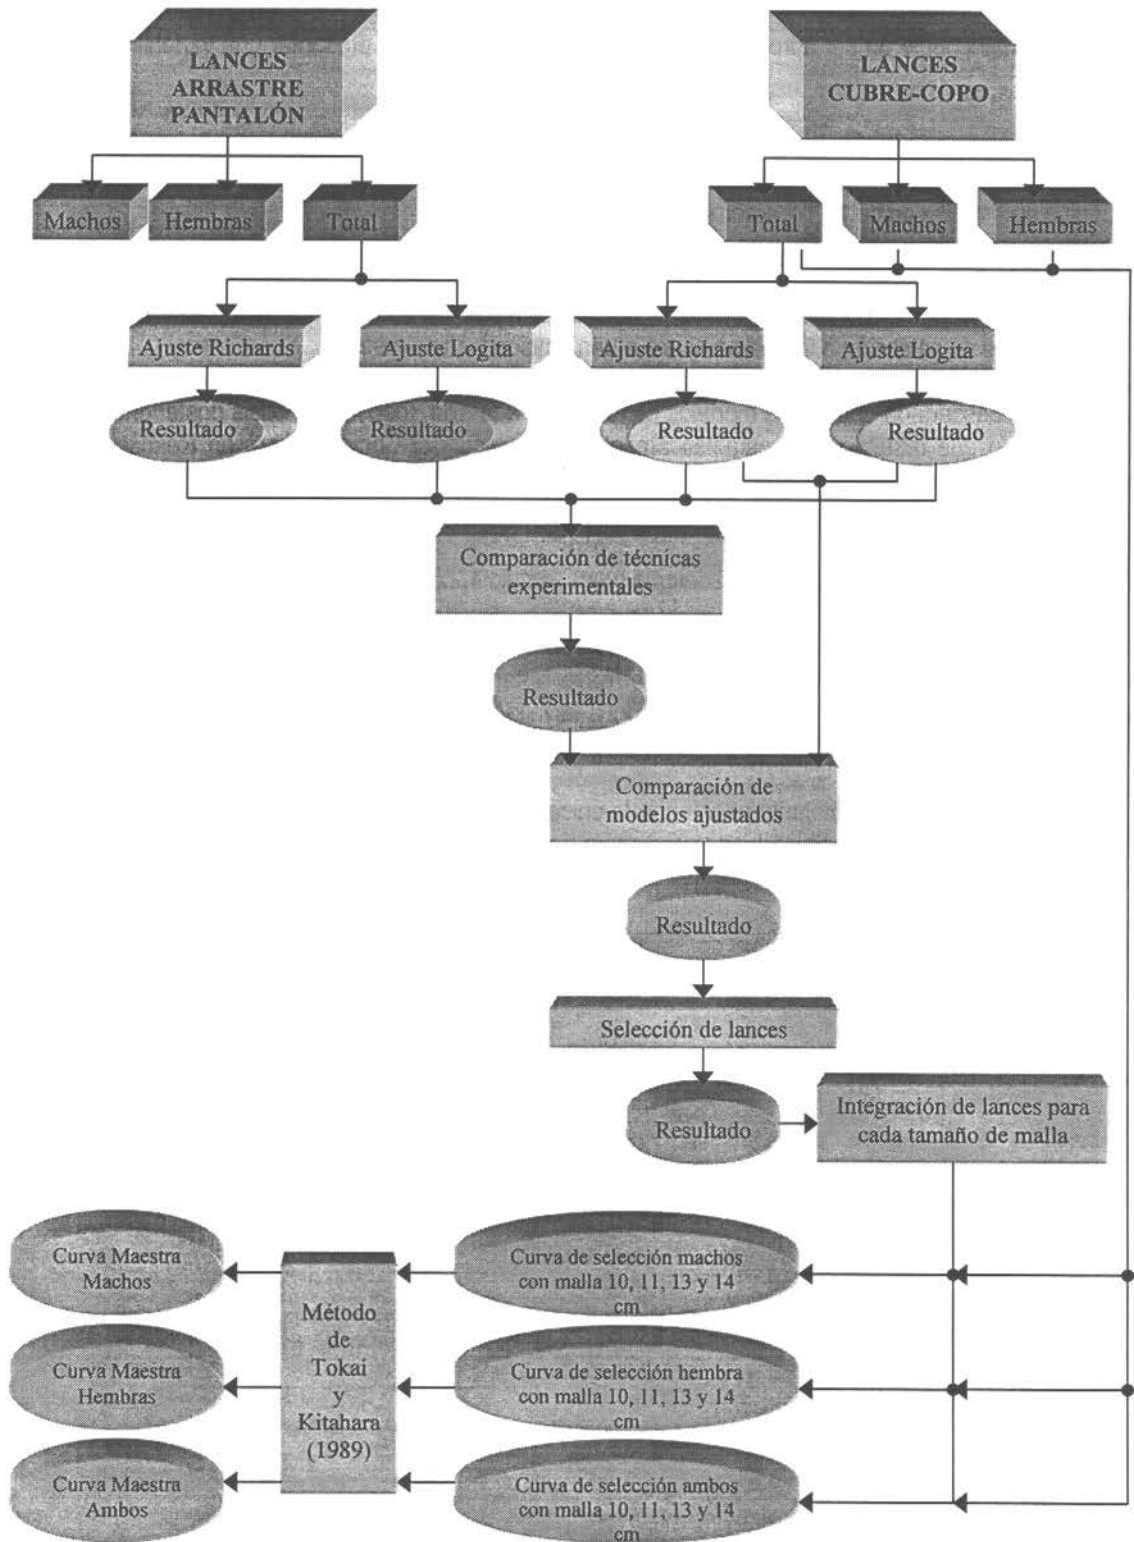 LANCES
ARRASTRE
PANTALÓN
LANCES
CUBRE-COPO
Machos
Hembras
Total
Total
Machos
Hembras
Ajuste Richards
Ajuste Logita
Ajuste Richards
Ajuste Logita
Resultado
Resultado
Resultado
Resultado
Comparación de técnicas
experimentales
Resultado
Comparación de
modelos ajustados
Resultado
Selección de lances
Resultado
Integración de lances para
cada tamaño de malla
Curva Maestra
Machos
Curva Maestra
Hembras
Curva Maestra
Ambos
Método
de
Tokai
y
Kitahara
(1989)
Curva de selección machos
con malla 10, 11, 13 y 14
cm
Curva de selección hembra
con malla 10, 11, 13 y 14
cm
Curva de selección ambos
con malla 10, 11, 13 y 14
cm